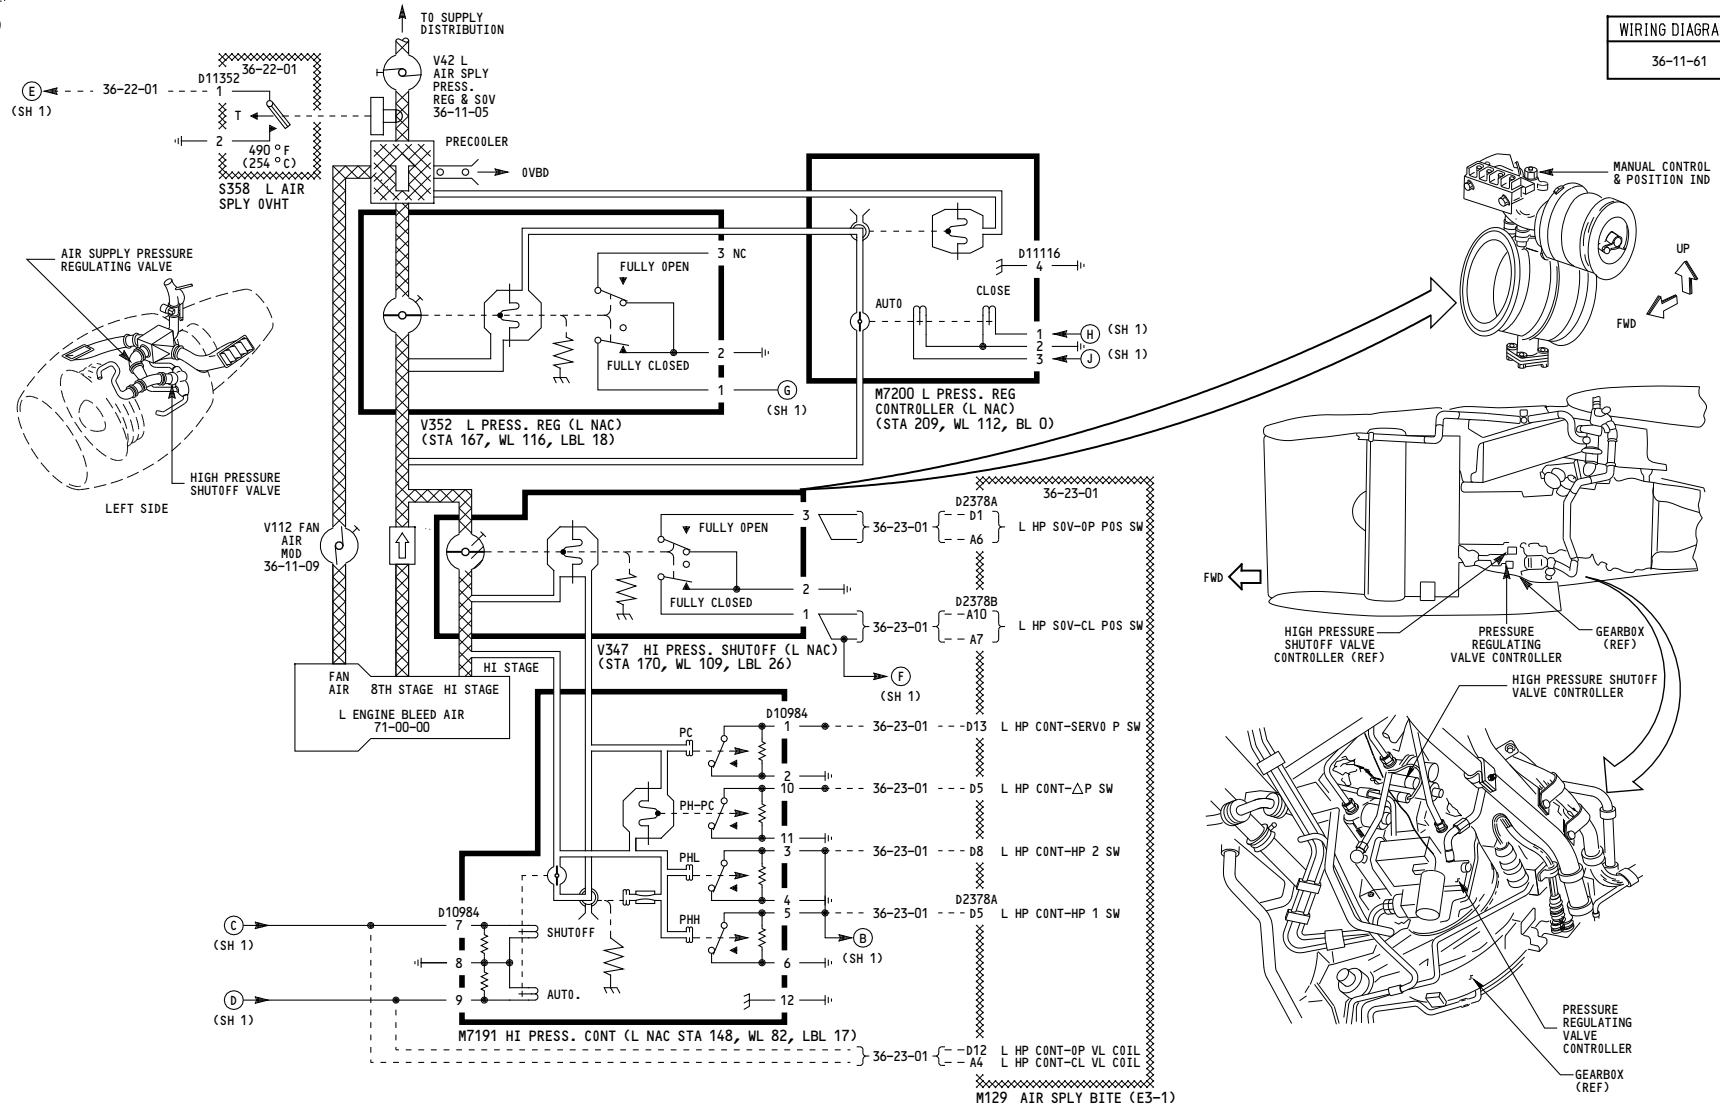 TO SUPPLY
DISTRIBUTION
WIRING DIAGRA
36-11-61
V42 L
AIR SPLY
PRESS.
REG & SOV
36-11-05
36-22-01
D11352
E
36-22-01
1
(SH 1)
T
2
490 °F
(254 °C)
S358 L AIR
SPLY OVHT
PRECOOLER
OVBD
MANUAL CONTROL
& POSITION IND
UP
FWD
AIR SUPPLY PRESSURE
REGULATING VALVE
HIGH PRESSURE
SHUTOFF VALVE
LEFT SIDE
3 NC
FULLY OPEN
2
FULLY CLOSED
1
G
(SH 1)
V352 L PRESS. REG (L NAC)
(STA 167, WL 116, LBL 18)
D11116
4
CLOSE
AUTO
1
H
(SH 1)
2
3
J
(SH 1)
M7200 L PRESS. REG
CONTROLLER (L NAC)
(STA 209, WL 112, BL 0)
V112 FAN
AIR
MOD
36-11-09
3
FULLY OPEN
2
FULLY CLOSED
1
V347 HI PRESS. SHUTOFF (L NAC)
(STA 170, WL 109, LBL 26)
36-23-01
D2378A
36-23-01
D1
A6
L HP SOV-OP POS SW
D2378B
36-23-01
A10
A7
L HP SOV-CL POS SW
F
(SH 1)
FAN
AIR
8TH STAGE
HI STAGE
HI STAGE
L ENGINE BLEED AIR
71-00-00
D10984
PC
1
36-23-01
D13
L HP CONT-SERVO P SW
2
10
36-23-01
D5
L HP CONT-△P SW
PH-PC
11
3
36-23-01
D8
L HP CONT-HP 2 SW
PHL
4
D2378A
5
36-23-01
D5
L HP CONT-HP 1 SW
PHH
B
(SH 1)
6
12
C
(SH 1)
D10984
7
SHUTOFF
8
D
(SH 1)
9
AUTO.
M7191 HI PRESS. CONT (L NAC STA 148, WL 82, LBL 17)
36-23-01
D12
L HP CONT-OP VL COIL
A4
L HP CONT-CL VL COIL
M129 AIR SPLY BITE (E3-1)
FWD
HIGH PRESSURE
SHUTOFF VALVE
CONTROLLER (REF)
PRESSURE
REGULATING
VALVE CONTROLLER
GEARBOX
(REF)
HIGH PRESSURE SHUTOFF
VALVE CONTROLLER
PRESSURE
REGULATING
VALVE
CONTROLLER
GEARBOX
(REF)